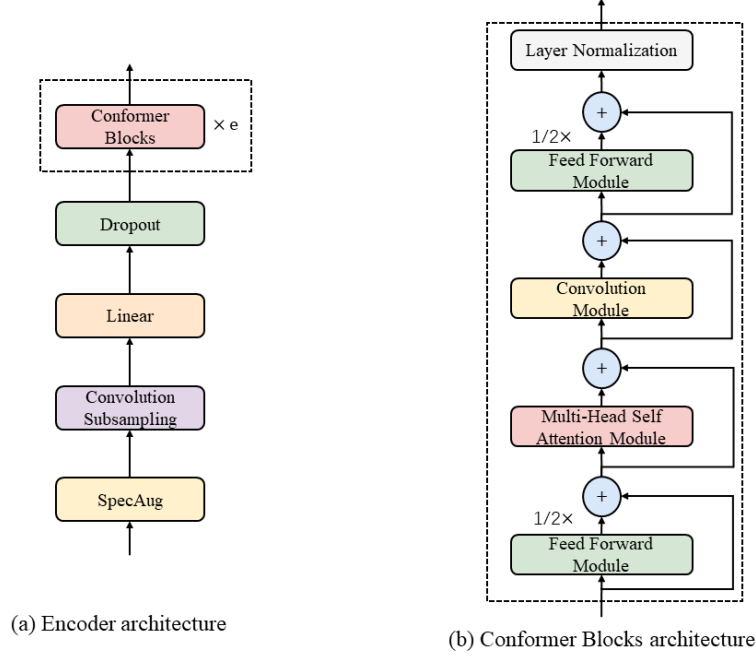 Conformer
Blocks
× e
Dropout
Linear
Convolution
Subsampling
SpecAug
(a) Encoder architecture
Layer Normalization
+
1/2×
Feed Forward
Module
+
Convolution
Module
+
Multi-Head Self
Attention Module
+
1/2×
Feed Forward
Module
(b) Conformer Blocks architecture